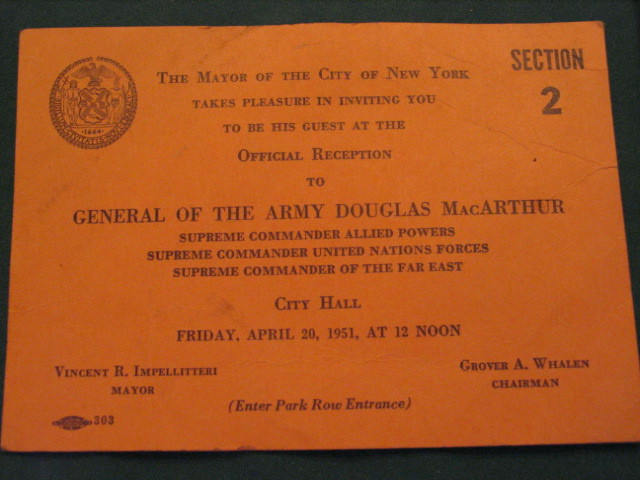 SECTION
2
THE MAYOR OF THE CITY OF NEW YORK
TAKES PLEASURE IN INVITING YOU
TO BE HIS GUEST AT THE
OFFICIAL RECEPTION
TO
GENERAL OF THE ARMY DOUGLAS MacARTHUR
SUPREME COMMANDER ALLIED POWERS
SUPREME COMMANDER UNITED NATIONS FORCES
SUPREME COMMANDER OF THE FAR EAST
CITY HALL
FRIDAY, APRIL 20, 1951, AT 12 NOON
VINCENT R. IMPELLITTERI
MAYOR
GROVER A. WHALEN
CHAIRMAN
(Enter Park Row Entrance)
303